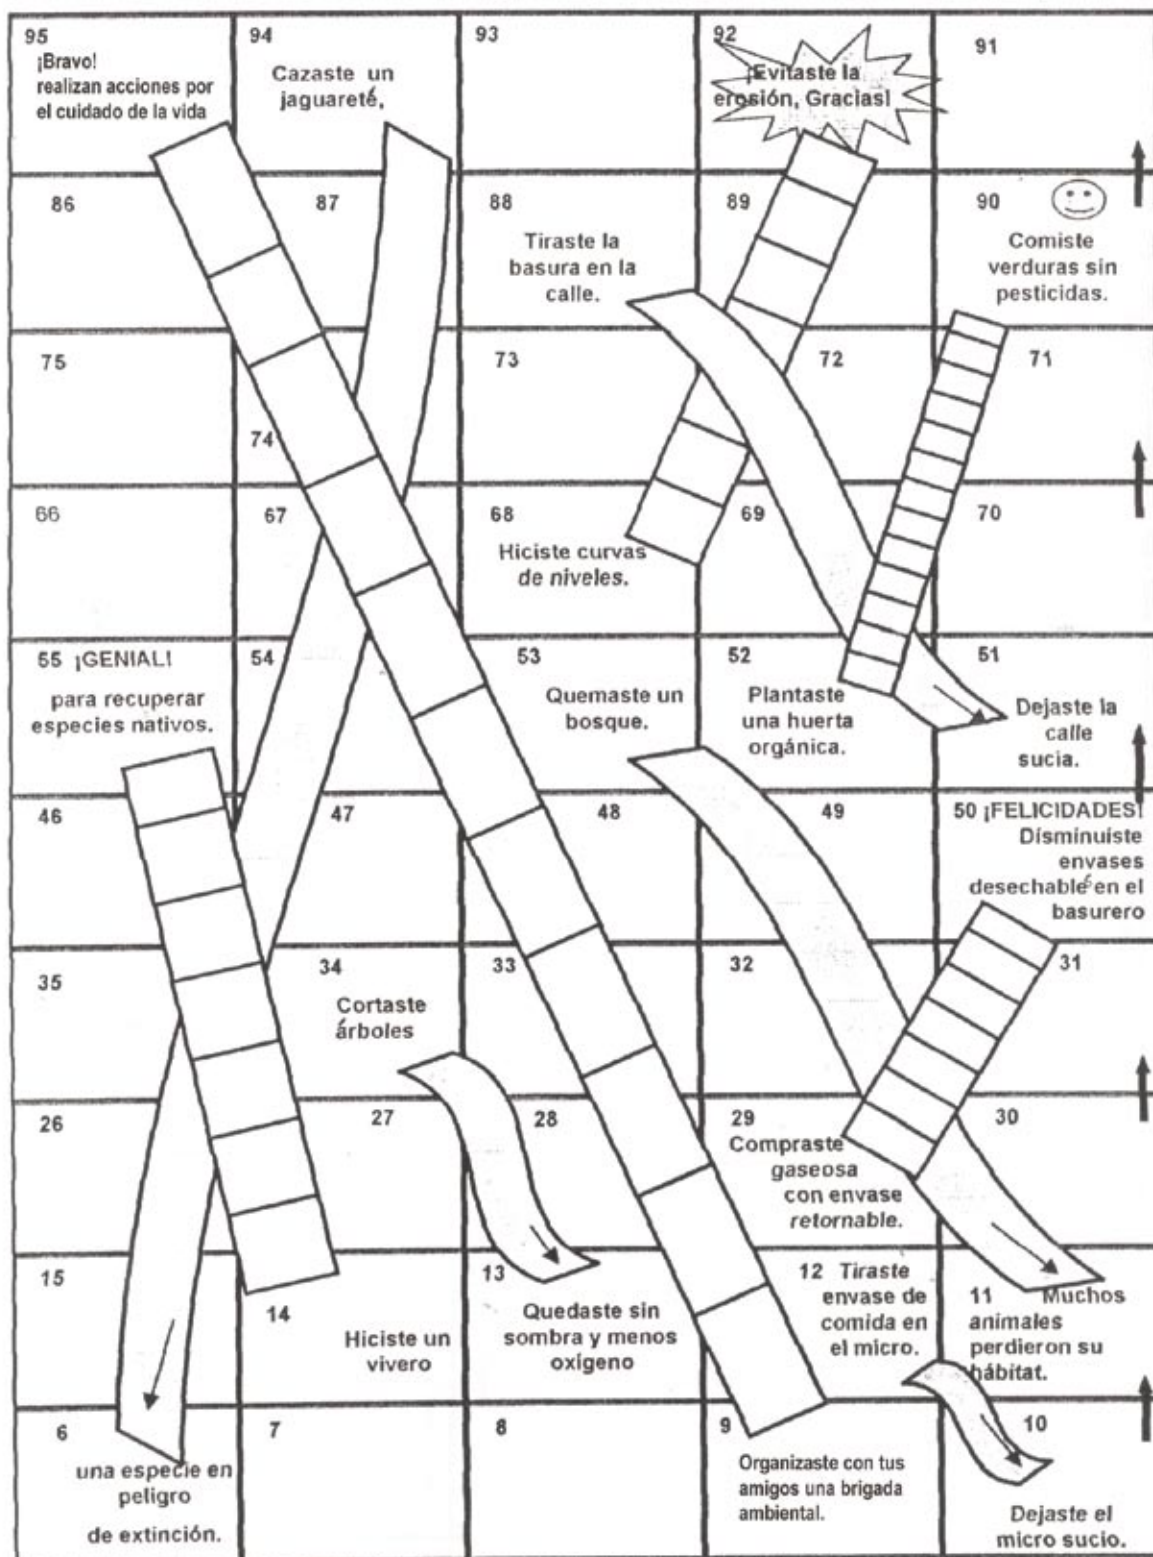 95
¡Bravo!
realizan acciones por
el cuidado de la vida
94
Cazaste un
jaguareté,
93
92
¡Evitaste la
erosión, Gracias!
91
86
87
88
Tiraste la
basura en la
calle.
89
90
Comiste
verduras sin
pesticidas.
75
74
73
72
71
66
67
68
Hiciste curvas
de niveles.
69
70
55 ¡GENIAL!
para recuperar
especies nativos.
54
53
Quemaste un
bosque.
52
Plantaste
una huerta
orgánica.
51
Dejaste la
calle
sucia.
46
47
48
49
50 ¡FELICIDADES!
Disminuiste
envases
desechables en el
basurero
35
34
Cortaste
árboles
33
32
31
26
27
28
29
Compraste
gaseosa
con envase
retornable.
30
15
14
Hiciste un
vivero
13
Quedaste sin
sombra y menos
oxigeno
12 Tiraste
envase de
comida en
el micro.
11 Muchos
animales
perdieron su
hábitat.
6
una especie en
peligro
de extinción.
7
8
9
Organizaste con tus
amigos una brigada
ambiental.
10
Dejaste el
micro sucio.